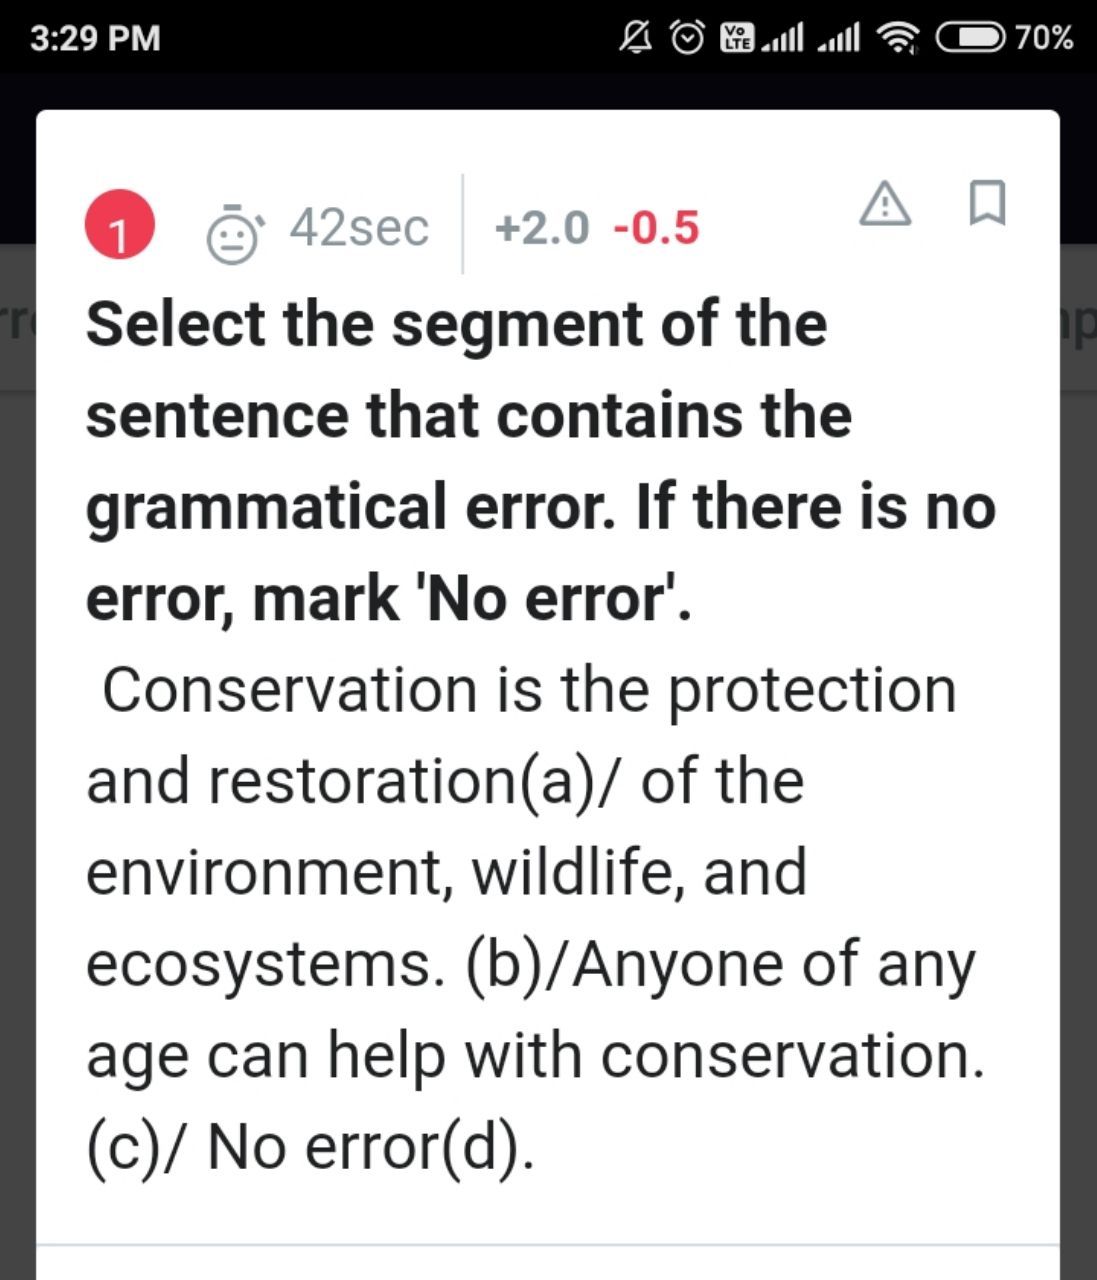 3:29 PM
Vo LTE
70%
1
42sec
+2.0 -0.5
Select the segment of the
sentence that contains the
grammatical error. If there is no
error, mark 'No error'.
Conservation is the protection
and restoration(a)/ of the
environment, wildlife, and
ecosystems. (b)/Anyone of any
age can help with conservation.
(c)/ No error(d).